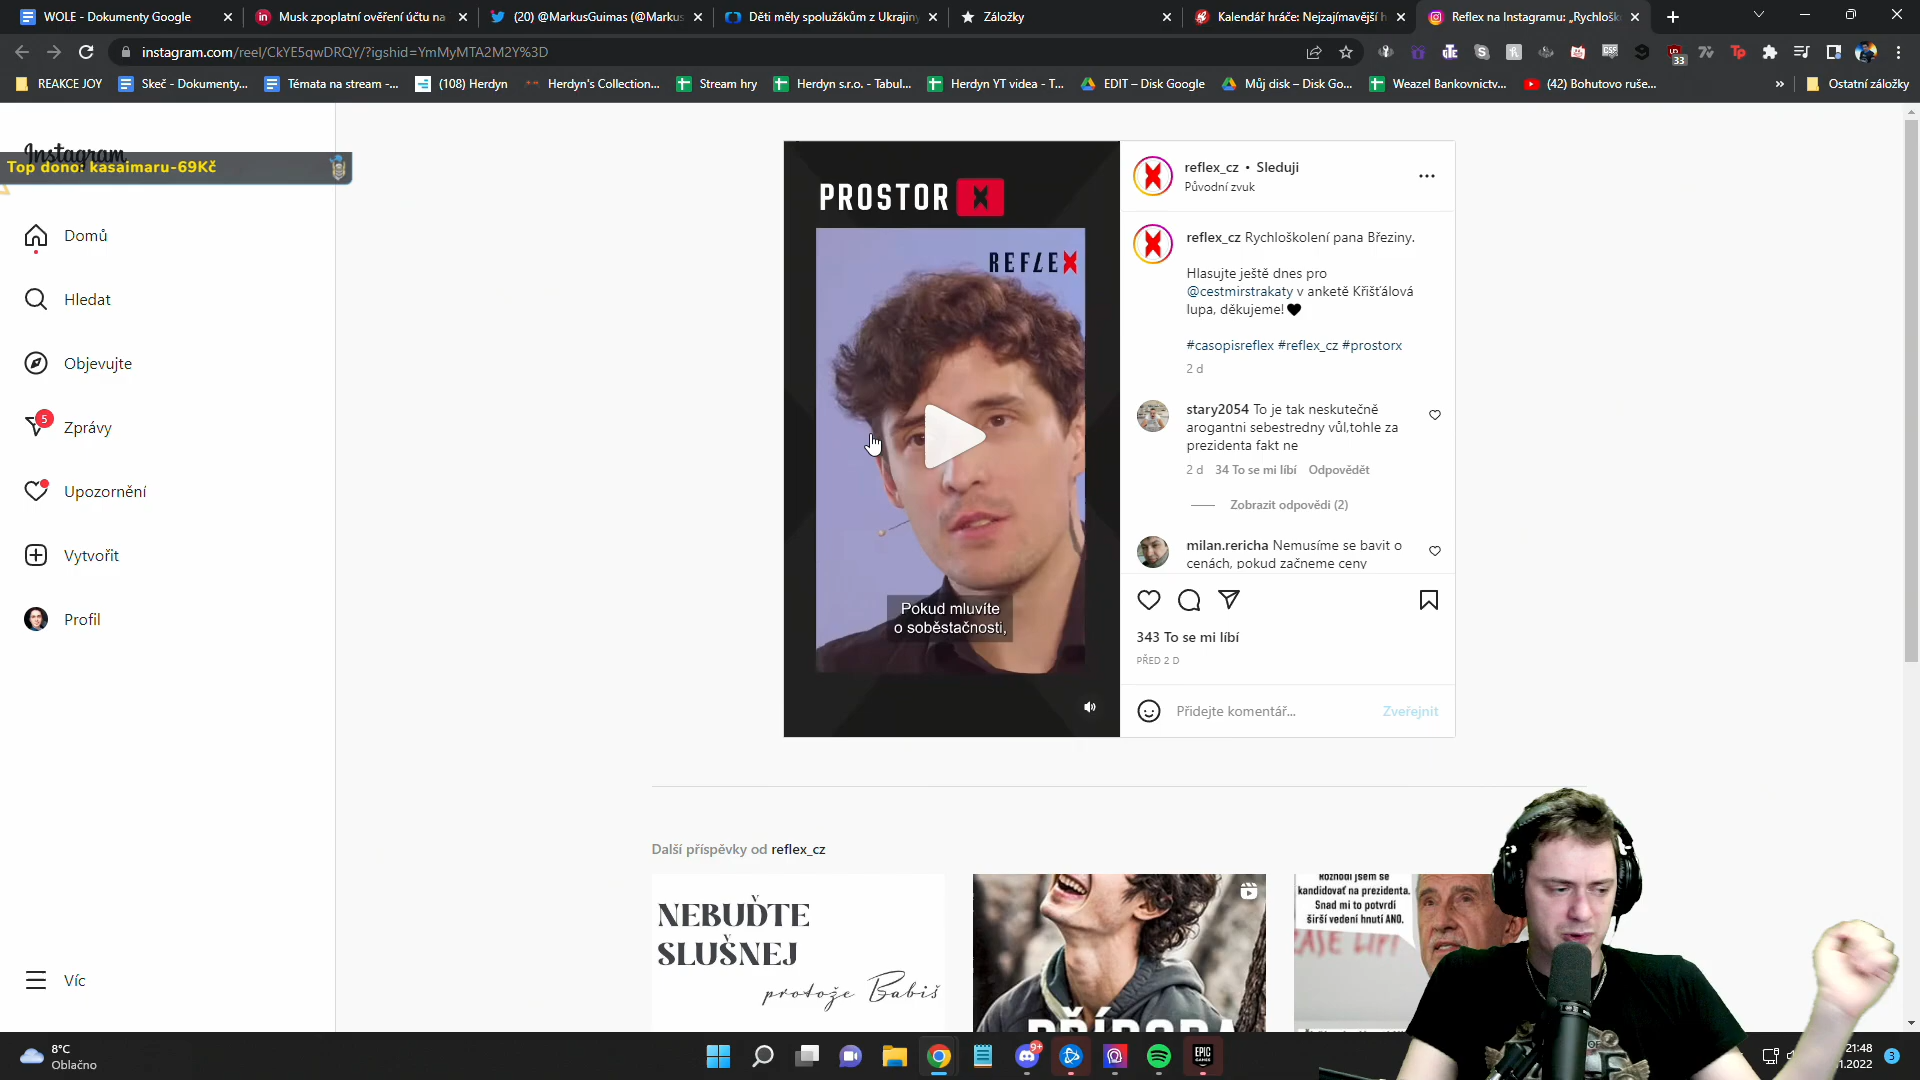 WOLE - Dokumenty Google
Musk zpoplatní ověření účtu na
(20) @MarkusGuimas (@Markus
Děti měly spolužákům z Ukrajiny
Záložky
Kalendář hráče: Nejzajímavější h
Reflex na Instagramu: „Rychlošk
instagram.com/reel/CkYE5qwDRQY/?igshid=YmMyMTA2M2Y%3D
33
REAKCE JOY
Skeč - Dokumenty...
Témata na stream -...
(108) Herdyn
Herdyn's Collection...
Stream hry
Herdyn s.r.o. - Tabul...
Herdyn YT videa - T...
EDIT – Disk Google
Můj disk – Disk Go...
Weazel Bankovnictv...
(42) Bohutovo ruše...
»
Ostatní záložky
Instagram
Top dono: kasaimaru-69Kč
Domů
Hledat
Objevujte
5
Zprávy
Upozornění
Vytvořit
Profil
Víc
PROSTOR X
REFLEX
Pokud mluvíte
o soběstačnosti,
reflex_cz • Sleduji
Původní zvuk
reflex_cz Rychloškolení pana Březiny.
Hlasujte ještě dnes pro
@cestmirstrakaty v anketě Křišťálová
lupa, děkujeme!🖤
#casopisreflex #reflex_cz #prostorx
2 d
stary2054 To je tak neskutečně
arogantni sebestredny vůl,tohle za
prezidenta fakt ne
2 d 34 To se mi líbí Odpovědět
Zobrazit odpovědi (2)
milan.rericha Nemusíme se bavit o
cenách, pokud začneme ceny
343 To se mi líbí
PŘED 2 D
Přidejte komentář...
Zveřejnit
Další příspěvky od reflex_cz
NEBUĎTE
SLUŠNEJ
protože Babiš
PŘÍRODA
Rozhodl jsem se
kandidovat na prezidenta.
Snad mi to potvrdí
širší vedení hnutí ANO.
8°C
Oblačno
9+
EPIC
GAMES
21:48
.2022
3